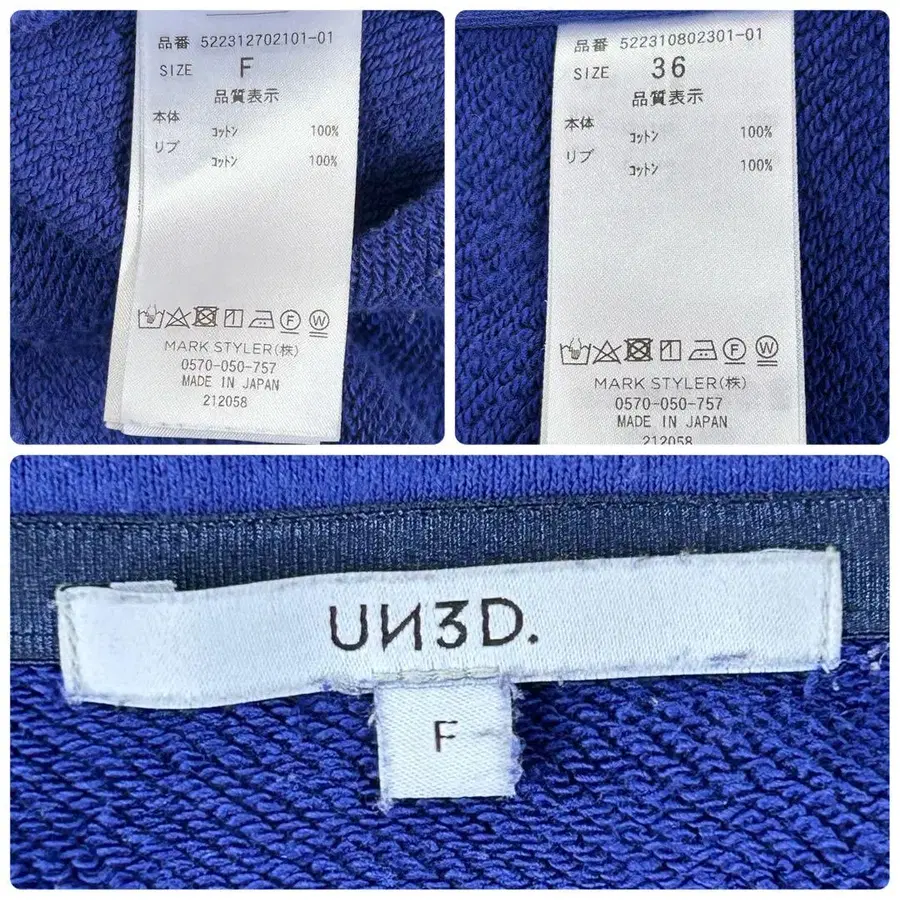 品番 522312702101-01
SIZE F
品質表示
本体 コットン 100%
リブ コットン 100%
F W
MARK STYLER(株)
0570-050-757
MADE IN JAPAN
212058
品番 522310802301-01
SIZE 36
品質表示
本体 コットン 100%
リブ コットン 100%
F W
MARK STYLER(株)
0570-050-757
MADE IN JAPAN
212058
UИ3D.
F